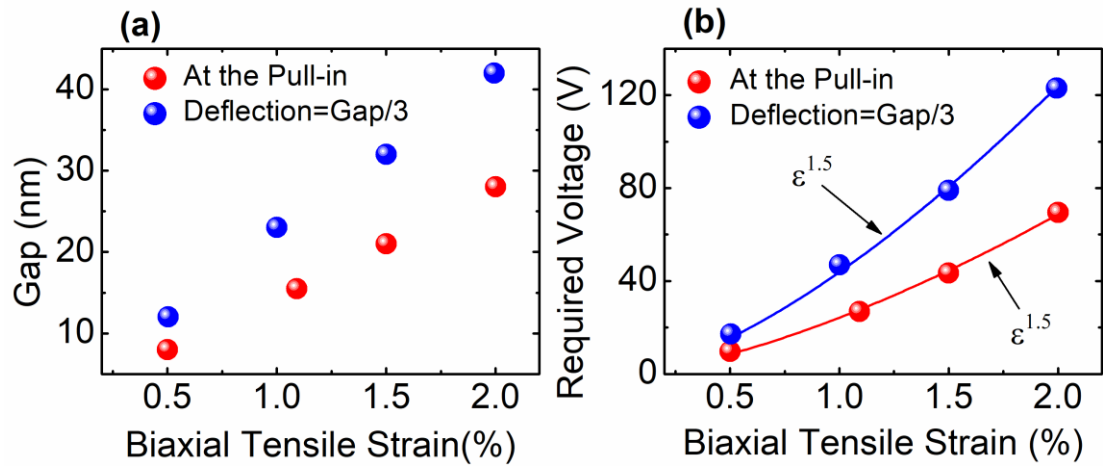 (a)
At the Pull-in
Deflection=Gap/3
Gap (nm)
40
30
20
10
0.5 1.0 1.5 2.0
Biaxial Tensile Strain(%)
(b)
At the Pull-in
Deflection=Gap/3
Required Voltage (V)
120
80
40
0
ε^1.5
ε^1.5
0.5 1.0 1.5 2.0
Biaxial Tensile Strain (%)